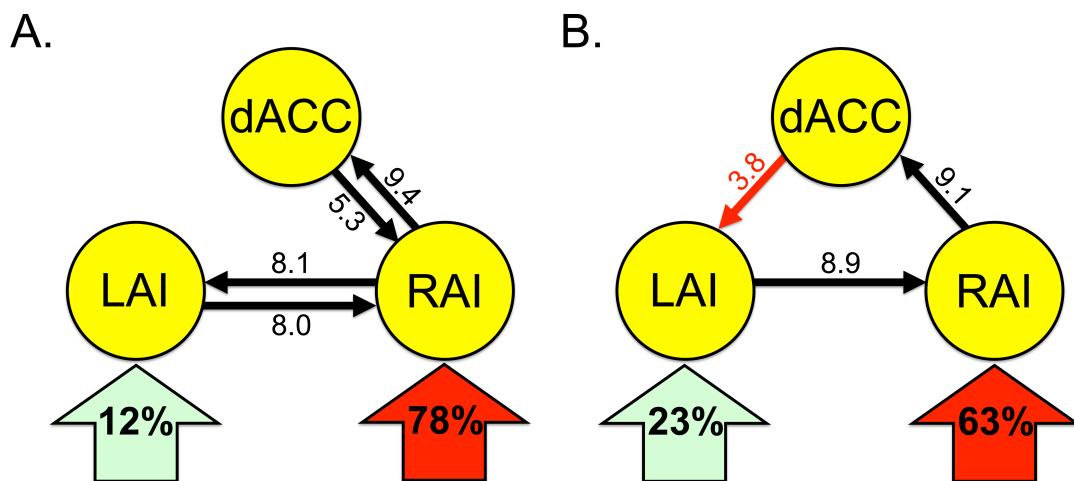 A.
dACC
9.4
5.3
LAI
8.1
8.0
RAI
12%
78%
B.
dACC
3.8
9.1
LAI
8.9
RAI
23%
63%